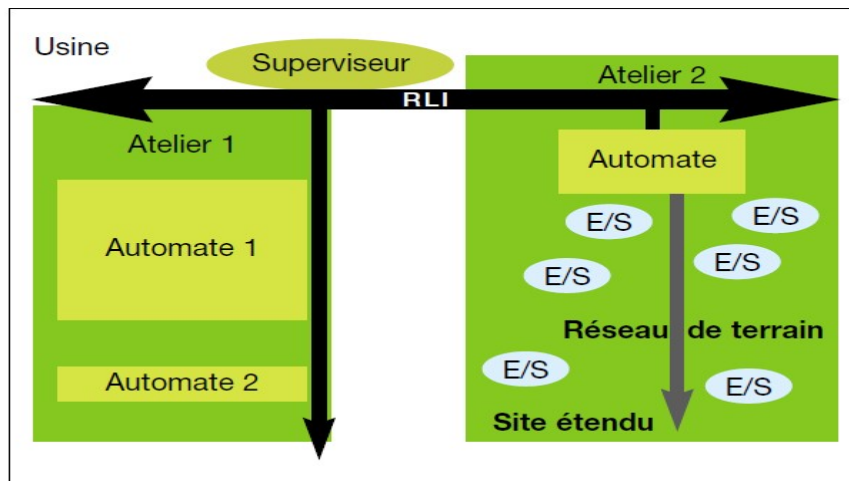 Usine
Superviseur
Atelier 2
RLI
Atelier 1
Automate
Automate 1
E/S
E/S
E/S
E/S
Réseau de terrain
E/S
Automate 2
E/S
Site étendu